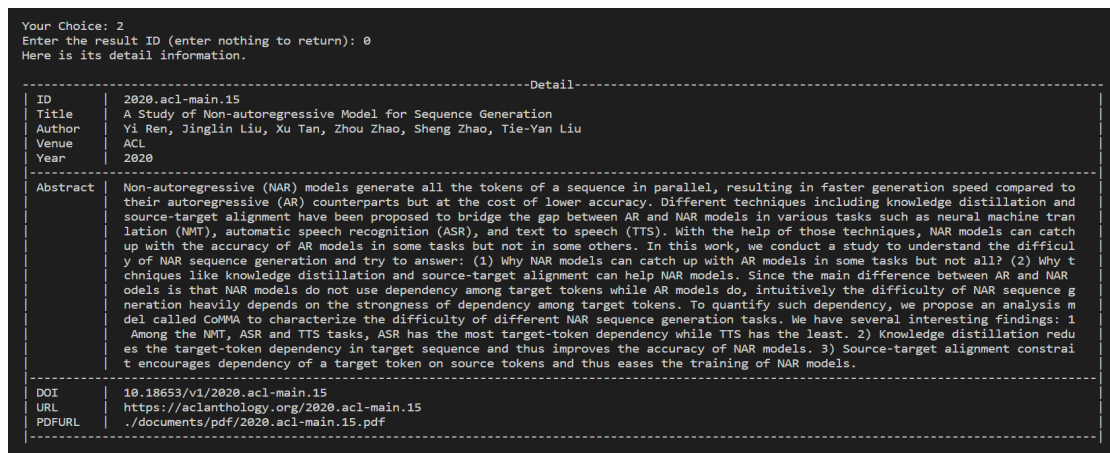 Your Choice: 2
Enter the result ID (enter nothing to return): 0
Here is its detail information.
-----Detail-----
| ID | 2020.acl-main.15 |
| Title | A Study of Non-autoregressive Model for Sequence Generation |
| Author | Yi Ren, Jinglin Liu, Xu Tan, Zhou Zhao, Sheng Zhao, Tie-Yan Liu |
| Venue | ACL |
| Year | 2020 |
| Abstract | Non-autoregressive (NAR) models generate all the tokens of a sequence in parallel, resulting in faster generation speed compared to |
| | their autoregressive (AR) counterparts but at the cost of lower accuracy. Different techniques including knowledge distillation and |
| | source-target alignment have been proposed to bridge the gap between AR and NAR models in various tasks such as neural machine tran |
| | lation (NMT), automatic speech recognition (ASR), and text to speech (TTS). With the help of those techniques, NAR models can catch |
| | up with the accuracy of AR models in some tasks but not in some others. In this work, we conduct a study to understand the difficul |
| | y of NAR sequence generation and try to answer: (1) Why NAR models can catch up with AR models in some tasks but not all? (2) Why t |
| | chniques like knowledge distillation and source-target alignment can help NAR models. Since the main difference between AR and NAR |
| | odels is that NAR models do not use dependency among target tokens while AR models do, intuitively the difficulty of NAR sequence g |
| | neration heavily depends on the strongness of dependency among target tokens. To quantify such dependency, we propose an analysis m |
| | del called CoMMA to characterize the difficulty of different NAR sequence generation tasks. We have several interesting findings: 1 |
| | Among the NMT, ASR and TTS tasks, ASR has the most target-token dependency while TTS has the least. 2) Knowledge distillation redu |
| | es the target-token dependency in target sequence and thus improves the accuracy of NAR models. 3) Source-target alignment constrai |
| | t encourages dependency of a target token on source tokens and thus eases the training of NAR models. |
| DOI | 10.18653/v1/2020.acl-main.15 |
| URL | https://aclanthology.org/2020.acl-main.15 |
| PDFURL | ./documents/pdf/2020.acl-main.15.pdf |